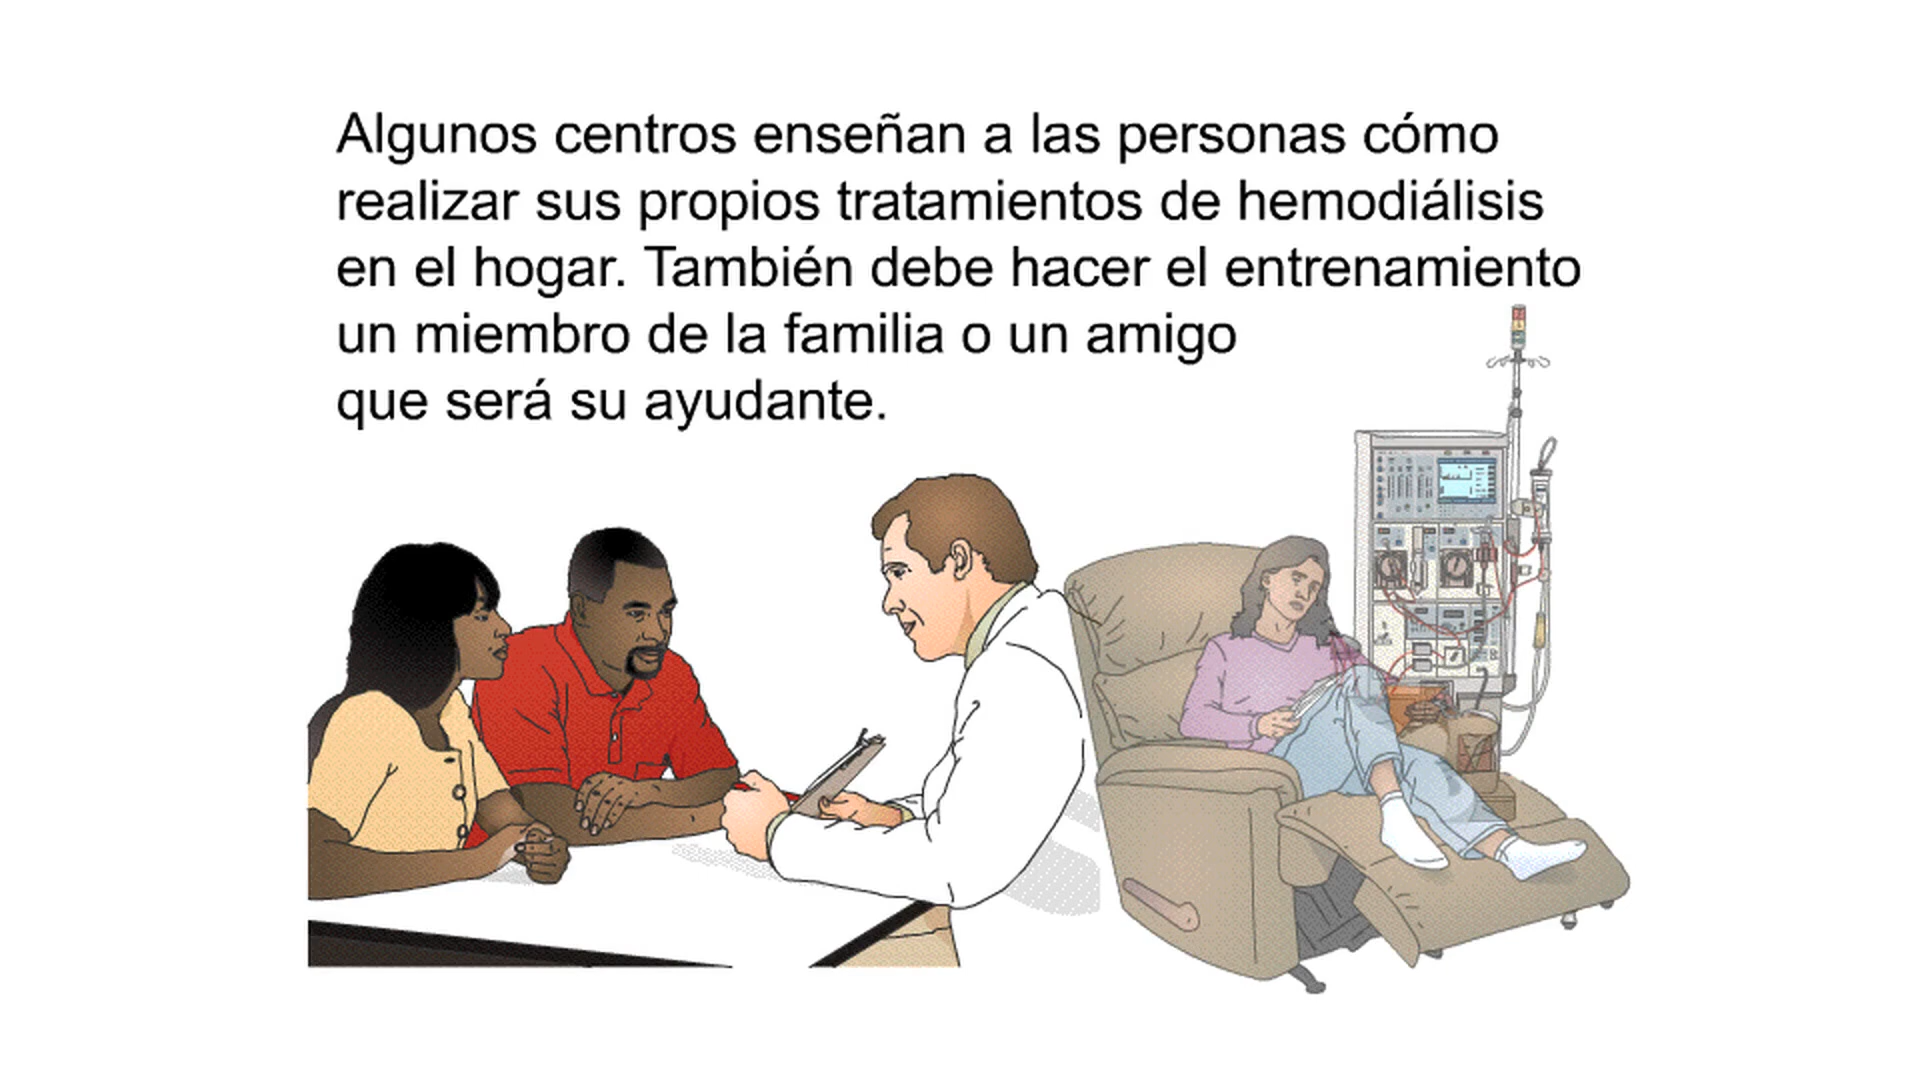 Algunos centros enseñan a las personas cómo
realizar sus propios tratamientos de hemodiálisis
en el hogar. También debe hacer el entrenamiento
un miembro de la familia o un amigo
que será su ayudante.